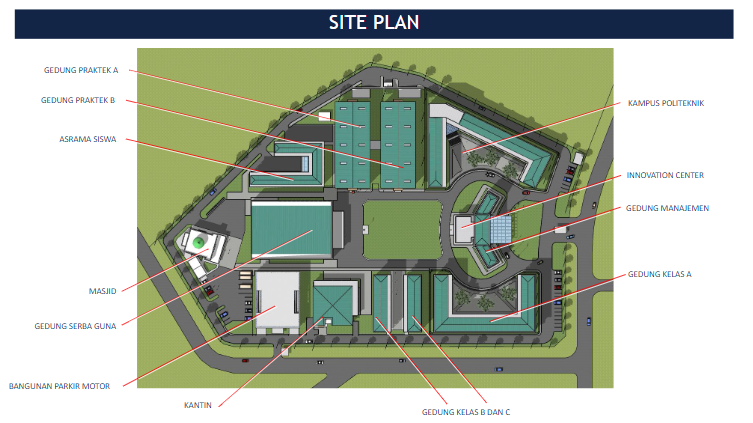 SITE PLAN
GEDUNG PRAKTEK A
GEDUNG PRAKTEK B
ASRAMA SISWA
MASJID
GEDUNG SERBA GUNA
BANGUNAN PARKIR MOTOR
KANTIN
GEDUNG KELAS B DAN C
KAMPUS POLITEKNIK
INNOVATION CENTER
GEDUNG MANAJEMEN
GEDUNG KELAS A